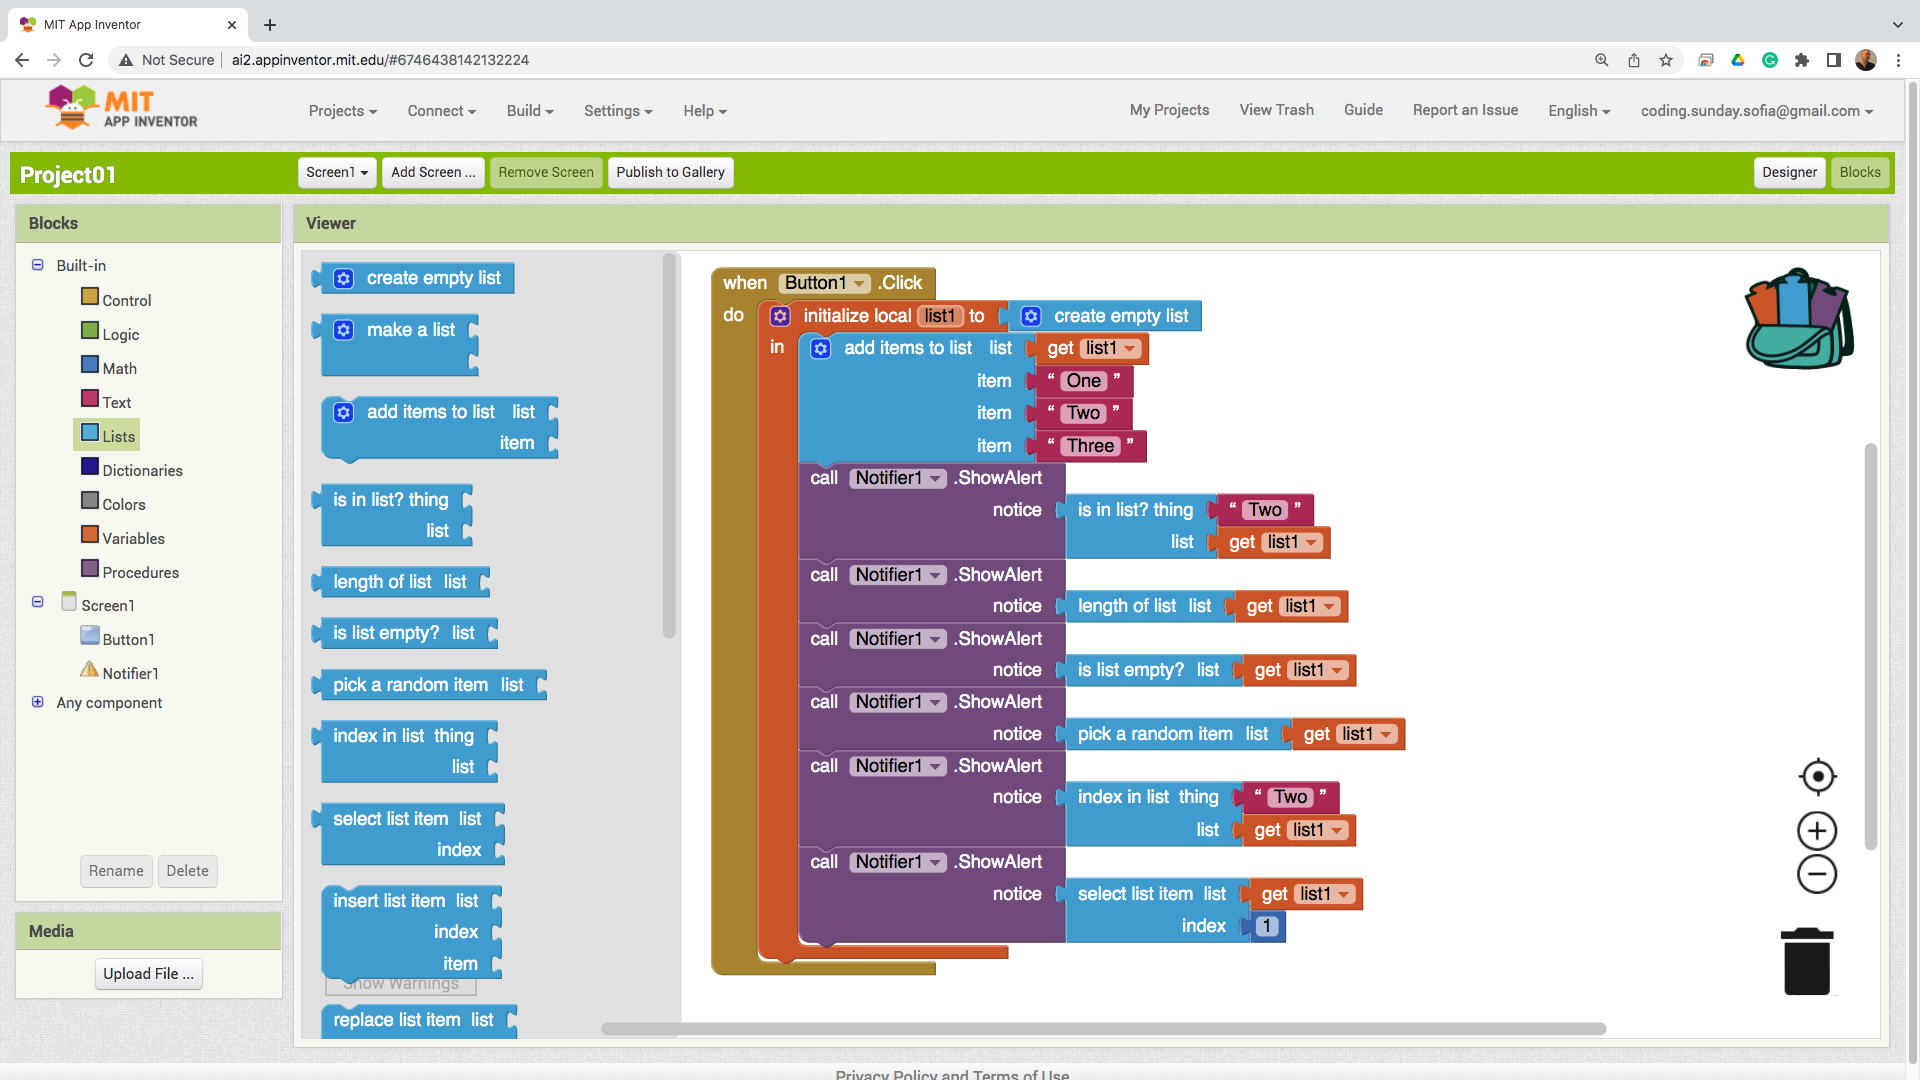 MIT App Inventor
Not Secure ai2.appinventor.mit.edu/#6746438142132224
MIT
APP INVENTOR
Projects Connect Build Settings Help My Projects View Trash Guide Report an Issue English coding.sunday.sofia@gmail.com
Project01 Screen1 Add Screen ... Remove Screen Publish to Gallery Designer Blocks
Blocks
Built-in
Control
Logic
Math
Text
Lists
Dictionaries
Colors
Variables
Procedures
Screen1
Button1
Notifier1
Any component
Rename Delete
Media
Upload File ...
Viewer
create empty list
make a list
add items to list list
item
is in list? thing
list
length of list list
is list empty? list
pick a random item list
index in list thing
list
select list item list
index
insert list item list
index
item
Show Warnings
replace list item list
when Button1 .Click
do initialize local list1 to create empty list
in add items to list list get list1
item “ One ”
item “ Two ”
item “ Three ”
call Notifier1 .ShowAlert
notice is in list? thing “ Two ”
list get list1
call Notifier1 .ShowAlert
notice length of list list get list1
call Notifier1 .ShowAlert
notice is list empty? list get list1
call Notifier1 .ShowAlert
notice pick a random item list get list1
call Notifier1 .ShowAlert
notice index in list thing “ Two ”
list get list1
call Notifier1 .ShowAlert
notice select list item list get list1
index 1
Privacy Policy and Terms of Use